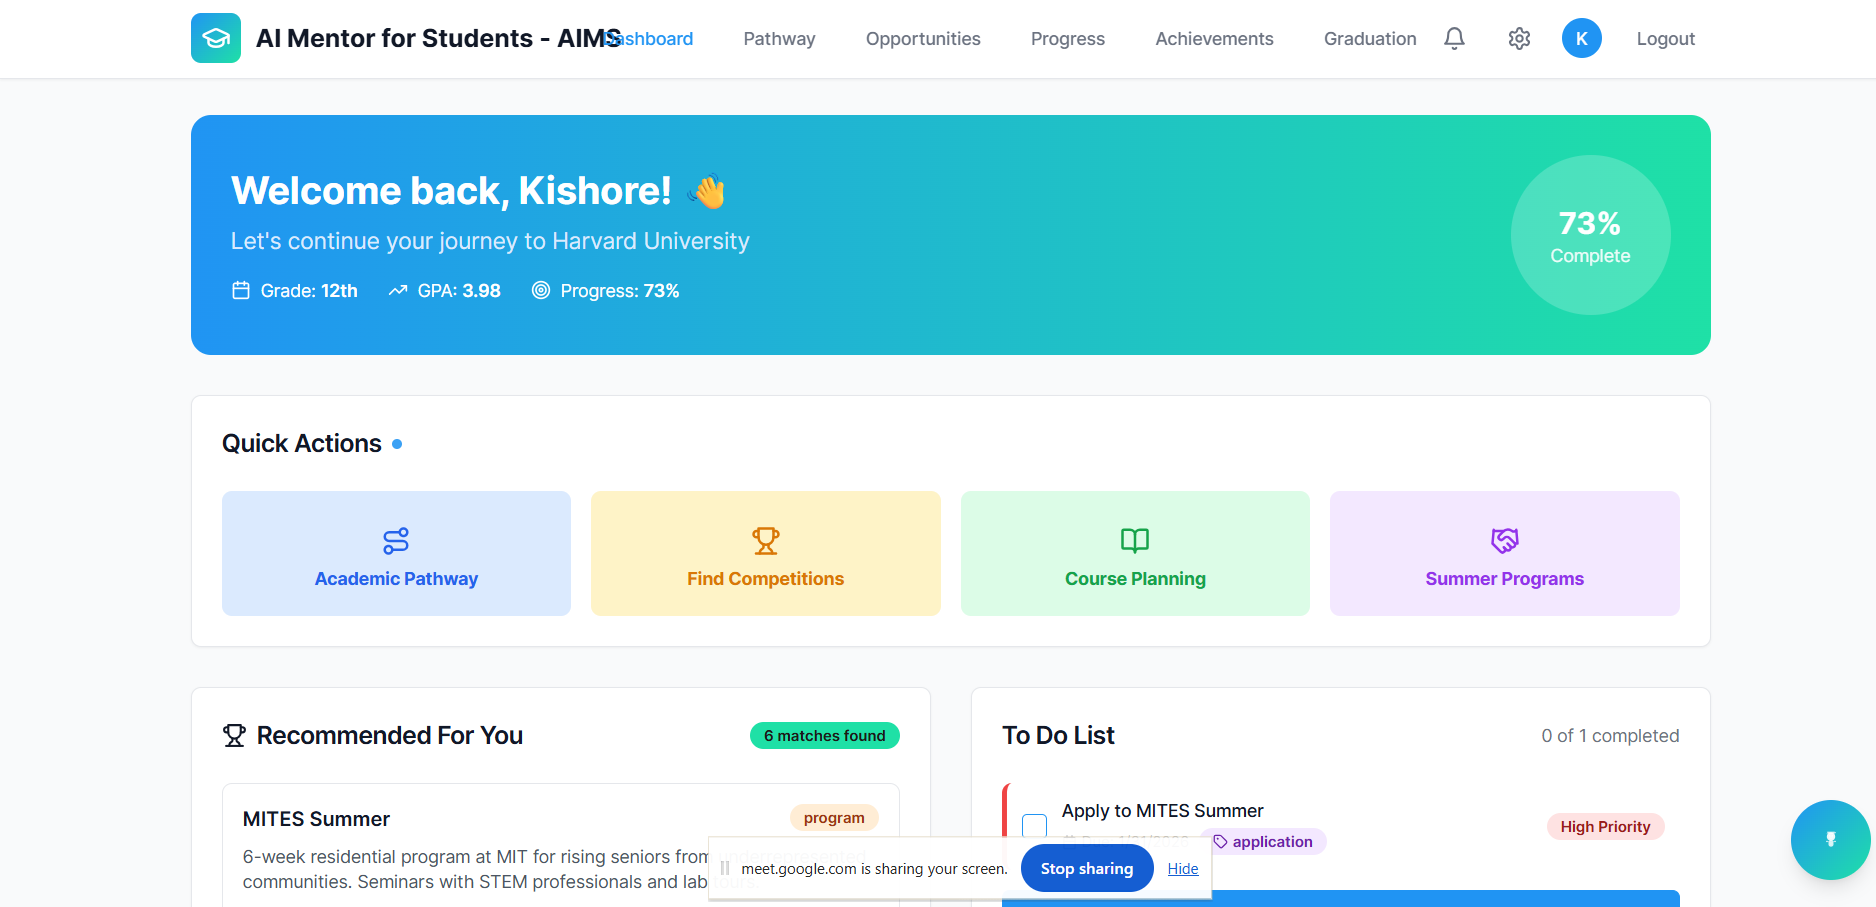 AI Mentor for Students - AIMS
Dashboard
Pathway
Opportunities
Progress
Achievements
Graduation
K
Logout
Welcome back, Kishore! 👋
Let's continue your journey to Harvard University
Grade: 12th
GPA: 3.98
Progress: 73%
73%
Complete
Quick Actions
Academic Pathway
Find Competitions
Course Planning
Summer Programs
Recommended For You
6 matches found
MITES Summer
program
6-week residential program at MIT for rising seniors from
communities. Seminars with STEM professionals and lab tours.
To Do List
0 of 1 completed
Apply to MITES Summer
application
High Priority
meet.google.com is sharing your screen.
Stop sharing
Hide